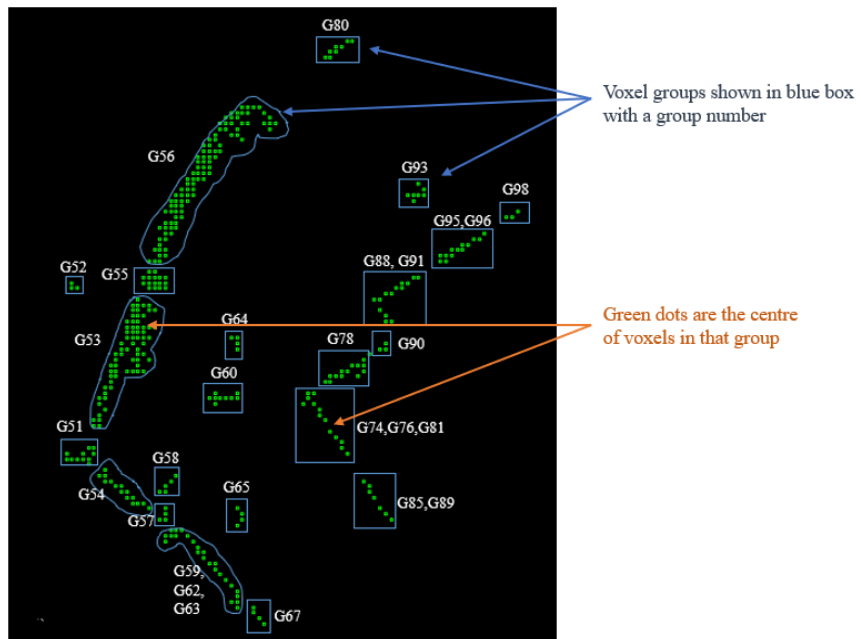 G80
Voxel groups shown in blue box
with a group number
G56
G93
G98
G95,G96
G88, G91
G52
G55
G64
Green dots are the centre
of voxels in that group
G53
G78
G90
G60
G51
G74,G76,G81
G58
G54
G65
G85,G89
G57
G59,
G62,
G63
G67